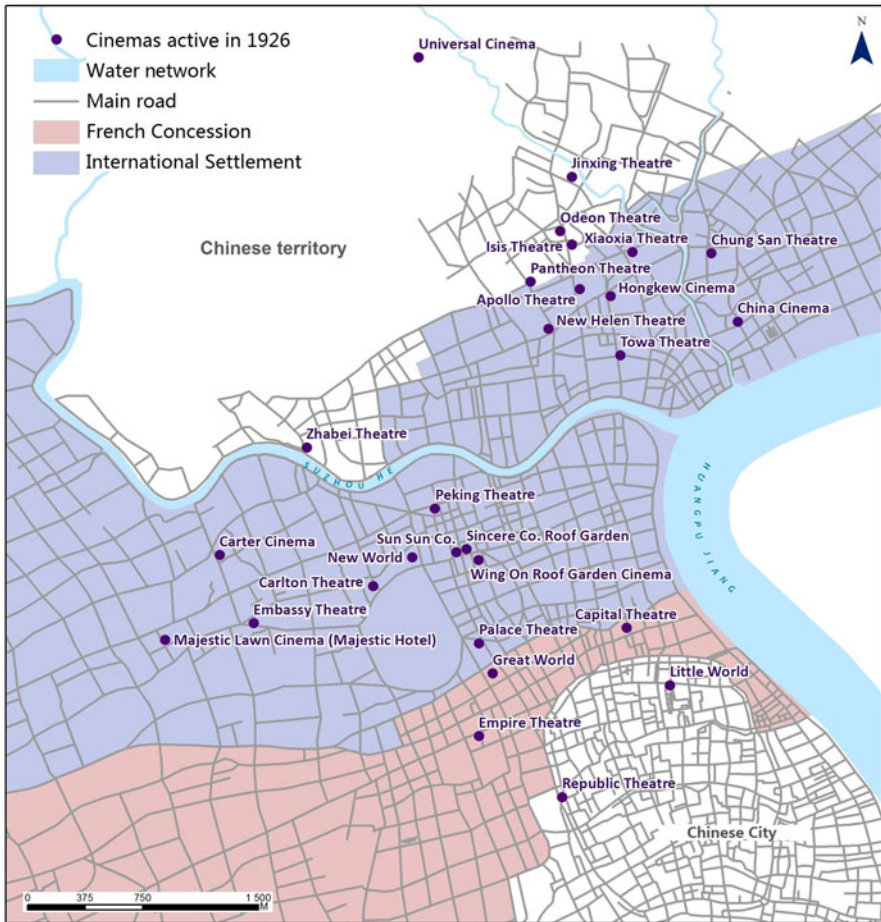 N
Cinemas active in 1926
Water network
Main road
French Concession
International Settlement
Universal Cinema
Jinxing Theatre
Odeon Theatre
Isis Theatre
Xiaoxia Theatre
Chung San Theatre
Chinese territory
Pantheon Theatre
Apollo Theatre
Hongkew Cinema
New Helen Theatre
China Cinema
Towa Theatre
Zhabei Theatre
SUZHOU HE
HUANGPU JIANG
Peking Theatre
Carter Cinema
Sun Sun Co.
Sincere Co. Roof Garden
New World
Wing On Roof Garden Cinema
Carlton Theatre
Embassy Theatre
Majestic Lawn Cinema (Majestic Hotel)
Capital Theatre
Palace Theatre
Great World
Little World
Empire Theatre
Republic Theatre
Chinese City
0 375 750 1 500
M